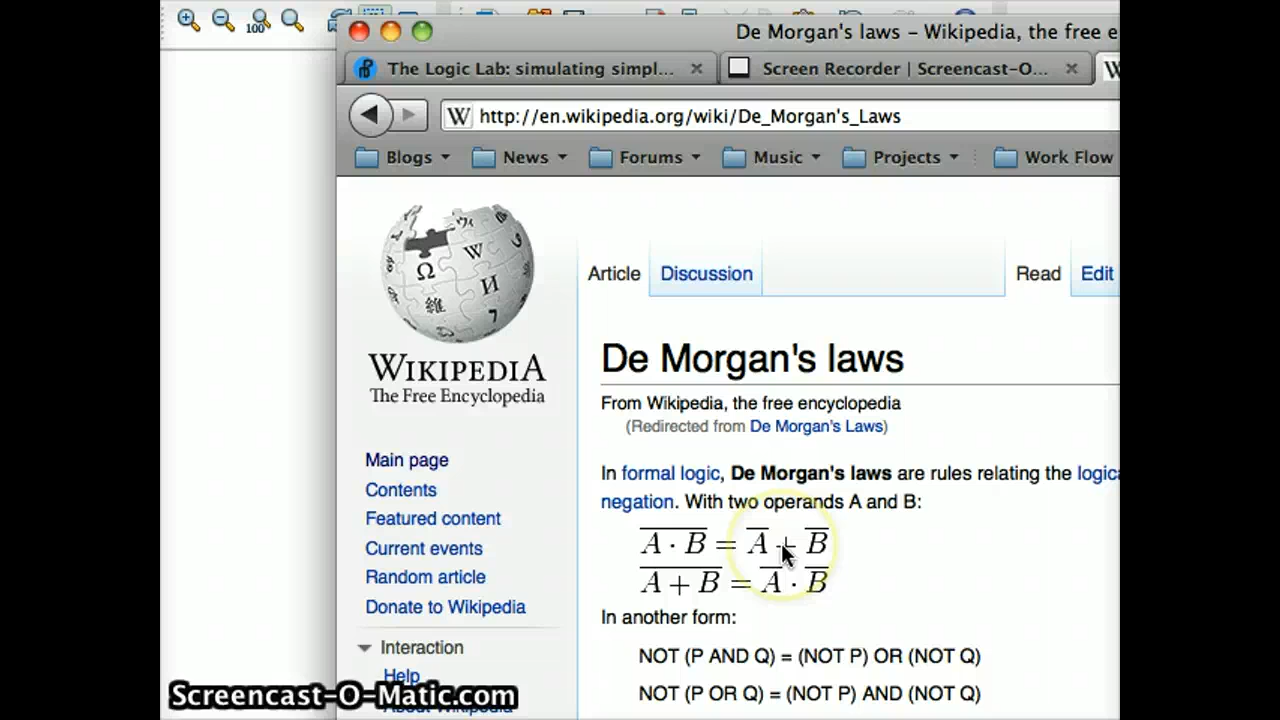 100
De Morgan's laws – Wikipedia, the free e
The Logic Lab: simulating simpl...
Screen Recorder | Screencast-O...
W
W http://en.wikipedia.org/wiki/De_Morgan's_Laws
Blogs News Forums Music Projects Work Flow
Ω W И 維 7
WIKIPEDIA
The Free Encyclopedia
Main page
Contents
Featured content
Current events
Random article
Donate to Wikipedia
Interaction
Help
About Wikipedia
Article Discussion Read Edit
De Morgan's laws
From Wikipedia, the free encyclopedia
(Redirected from De Morgan's Laws)
In formal logic, De Morgan's laws are rules relating the logica
negation. With two operands A and B:
A̅ ̅·̅ ̅B̅ = A̅ + B̅
A̅ ̅+̅ ̅B̅ = A̅ · B̅
In another form:
NOT (P AND Q) = (NOT P) OR (NOT Q)
NOT (P OR Q) = (NOT P) AND (NOT Q)
Screencast-O-Matic.com